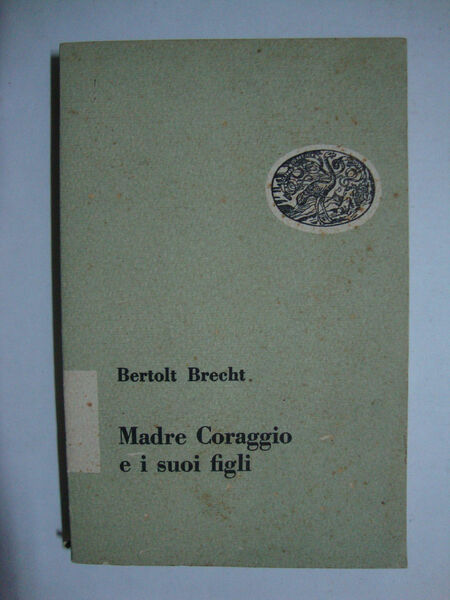 Bertolt Brecht
Madre Coraggio
e i suoi figli